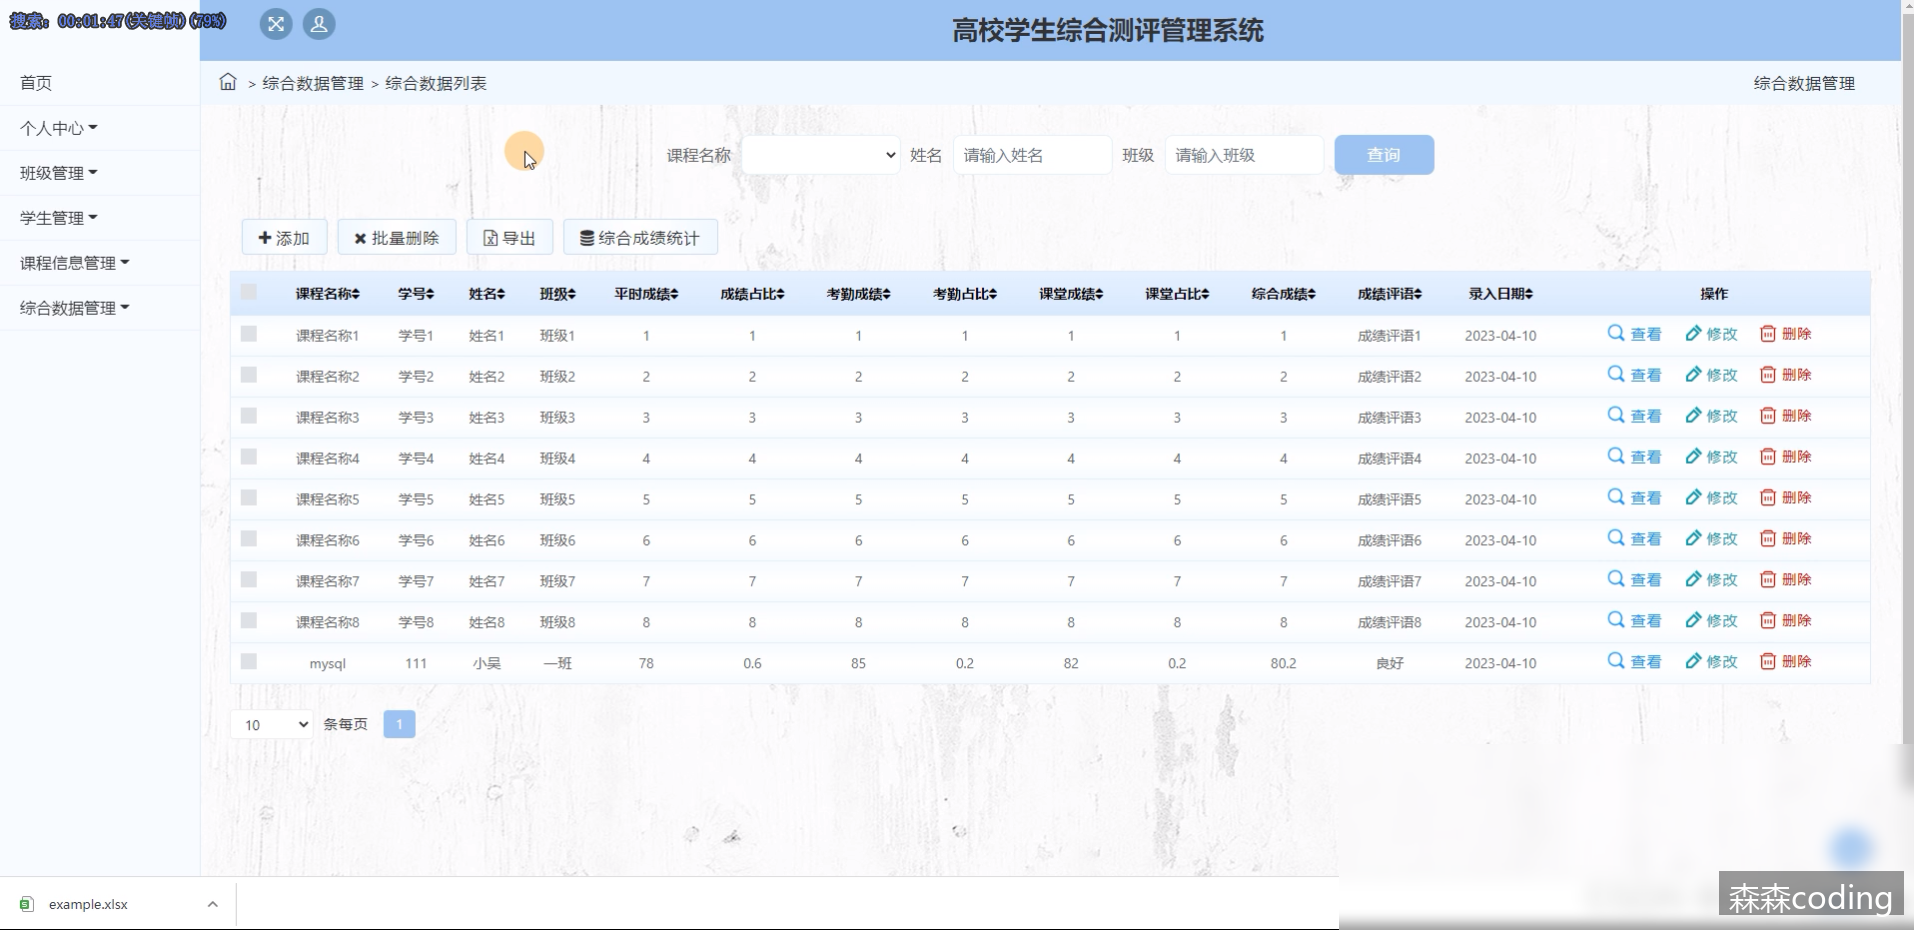 搜索: 00:01:47(关键帧)(79%)
高校学生综合测评管理系统
首页
个人中心
班级管理
学生管理
课程信息管理
综合数据管理
> 综合数据管理 > 综合数据列表
综合数据管理
课程名称 姓名 请输入姓名 班级 请输入班级 查询
添加 批量删除 导出 综合成绩统计
课程名称 学号 姓名 班级 平时成绩 成绩占比 考勤成绩 考勤占比 课堂成绩 课堂占比 综合成绩 成绩评语 录入日期 操作
课程名称1 学号1 姓名1 班级1 1 1 1 1 1 1 1 成绩评语1 2023-04-10 查看 修改 删除
课程名称2 学号2 姓名2 班级2 2 2 2 2 2 2 2 成绩评语2 2023-04-10 查看 修改 删除
课程名称3 学号3 姓名3 班级3 3 3 3 3 3 3 3 成绩评语3 2023-04-10 查看 修改 删除
课程名称4 学号4 姓名4 班级4 4 4 4 4 4 4 4 成绩评语4 2023-04-10 查看 修改 删除
课程名称5 学号5 姓名5 班级5 5 5 5 5 5 5 5 成绩评语5 2023-04-10 查看 修改 删除
课程名称6 学号6 姓名6 班级6 6 6 6 6 6 6 6 成绩评语6 2023-04-10 查看 修改 删除
课程名称7 学号7 姓名7 班级7 7 7 7 7 7 7 7 成绩评语7 2023-04-10 查看 修改 删除
课程名称8 学号8 姓名8 班级8 8 8 8 8 8 8 8 成绩评语8 2023-04-10 查看 修改 删除
mysql 111 小吴 一班 78 0.6 85 0.2 82 0.2 80.2 良好 2023-04-10 查看 修改 删除
10 条每页 1
example.xlsx
森森coding